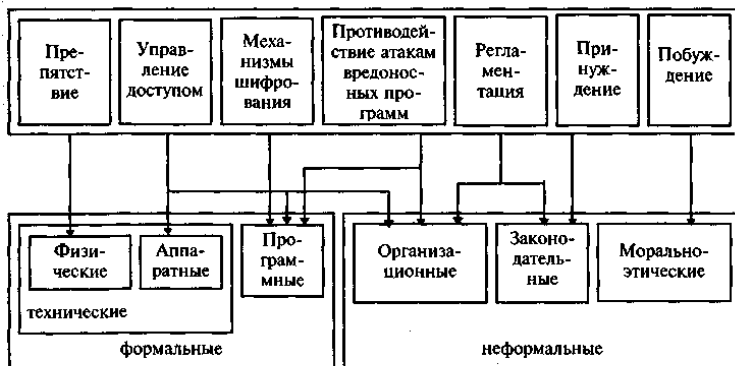 Пре-
пятст-
вие
Управ-
ление
доступом
Меха-
низмы
шифро-
вания
Противодей-
ствие атакам
вредонос-
ных про-
грамм
Регла-
мен-
тация
При-
нуж-
дение
Побуж-
дение
Физи-
ческие
Аппа-
ратные
Про-
грам-
мные
технические
формальные
Организа-
ционные
Законо-
датель-
ные
Морально-
этические
неформальные